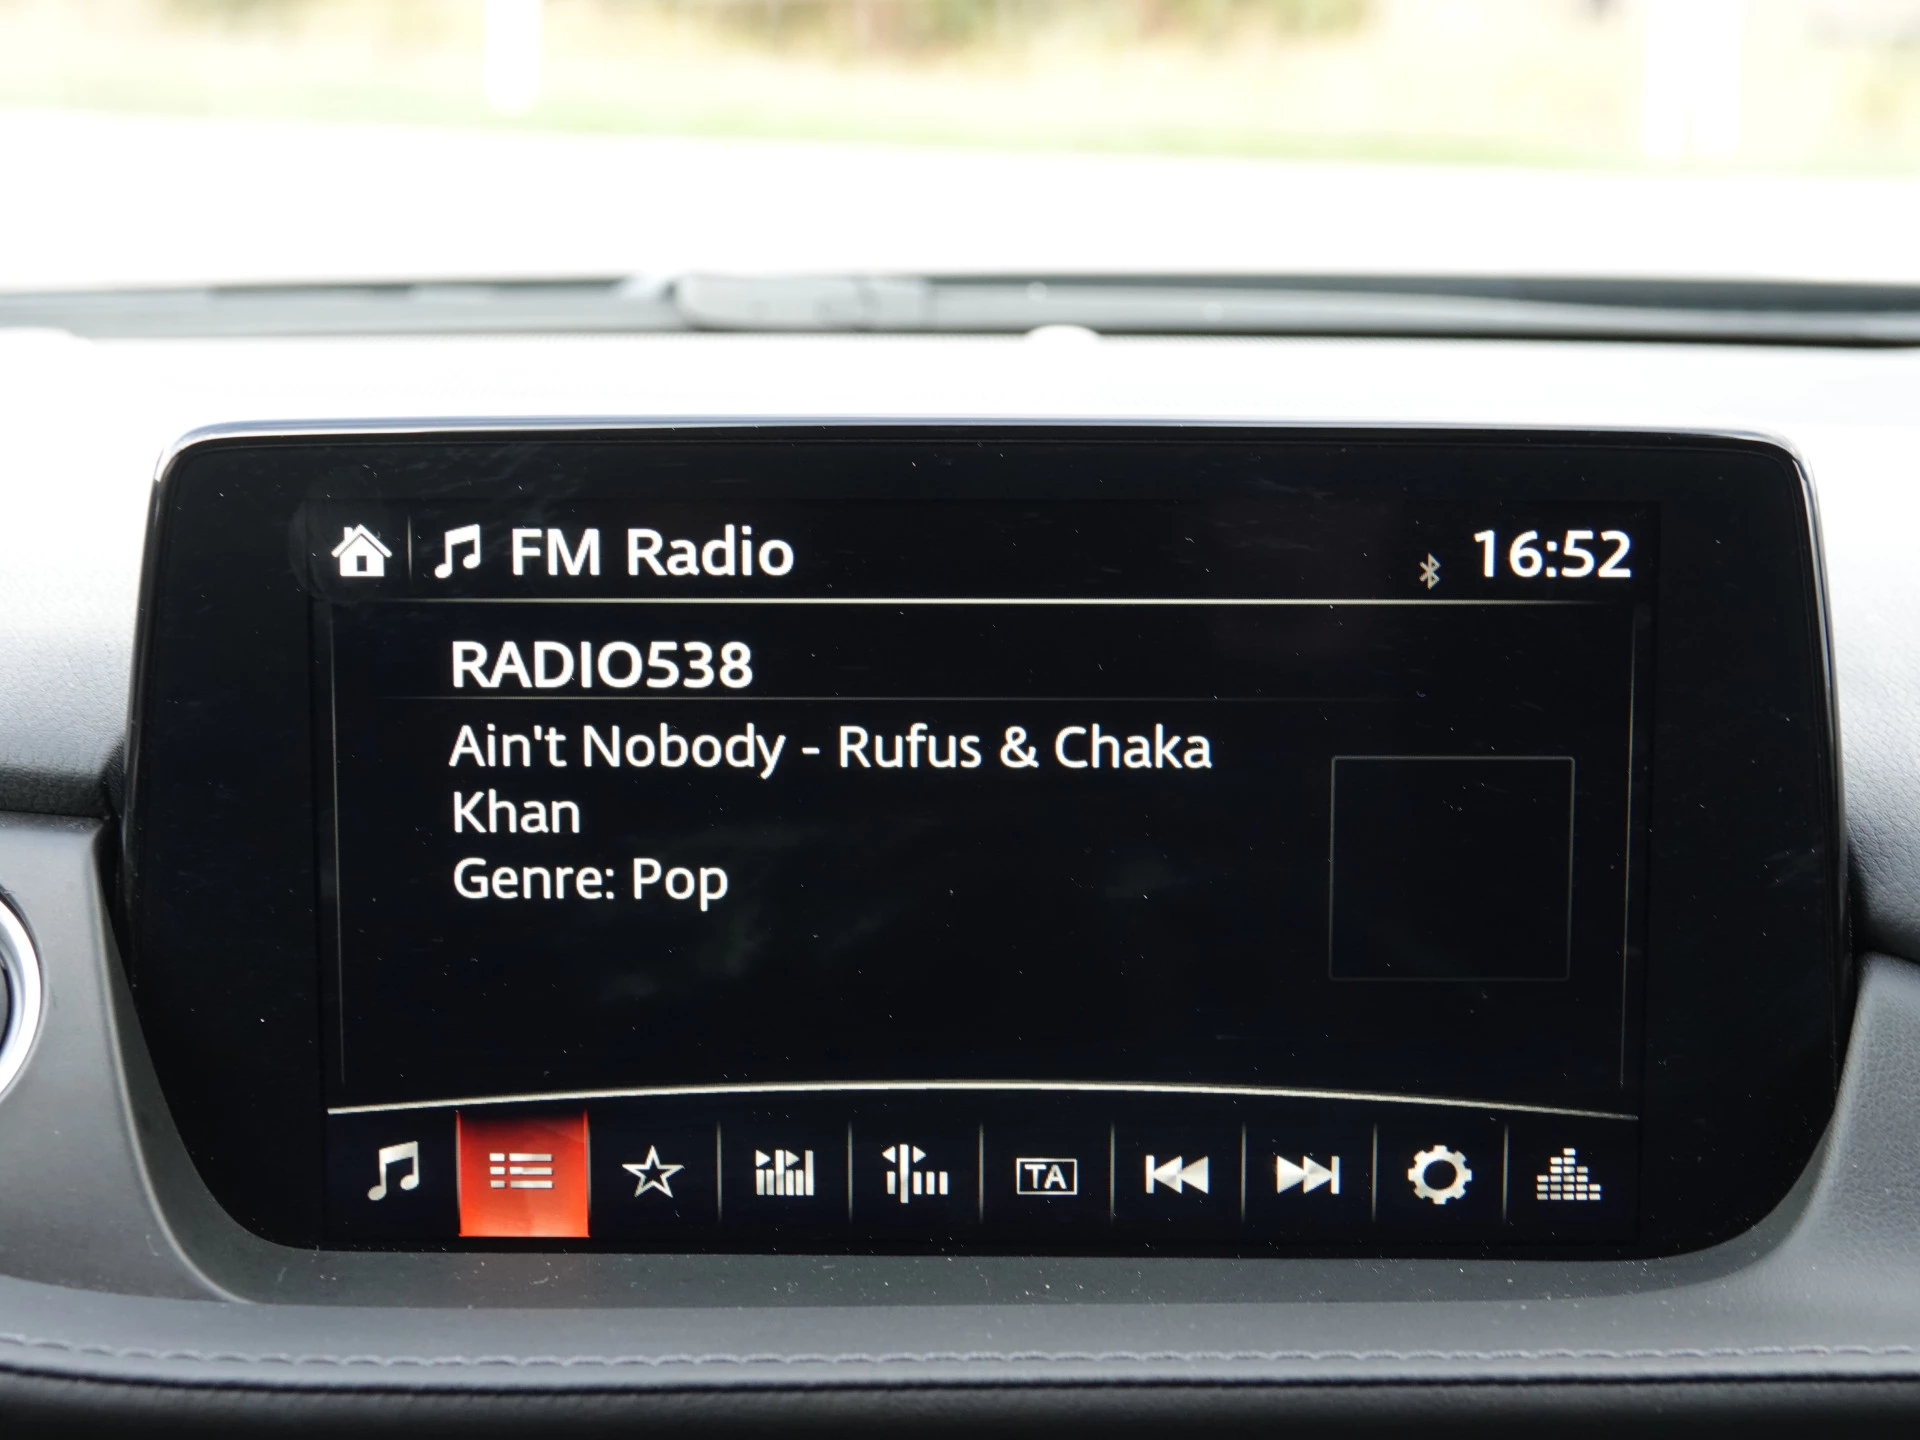 FM Radio
16:52
RADIO538
Ain't Nobody - Rufus & Chaka
Khan
Genre: Pop
TA